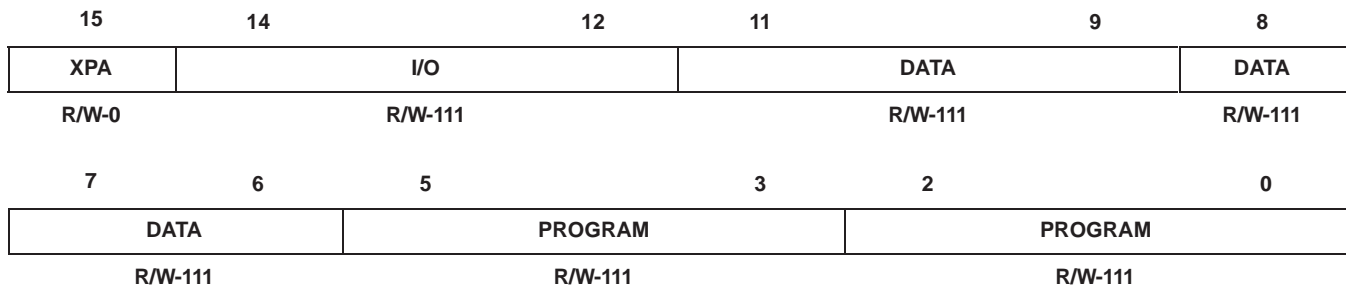 15 14 12 11 9 8
XPA I/O DATA DATA
R/W-0 R/W-111 R/W-111 R/W-111
7 6 5 3 2 0
DATA PROGRAM PROGRAM
R/W-111 R/W-111 R/W-111